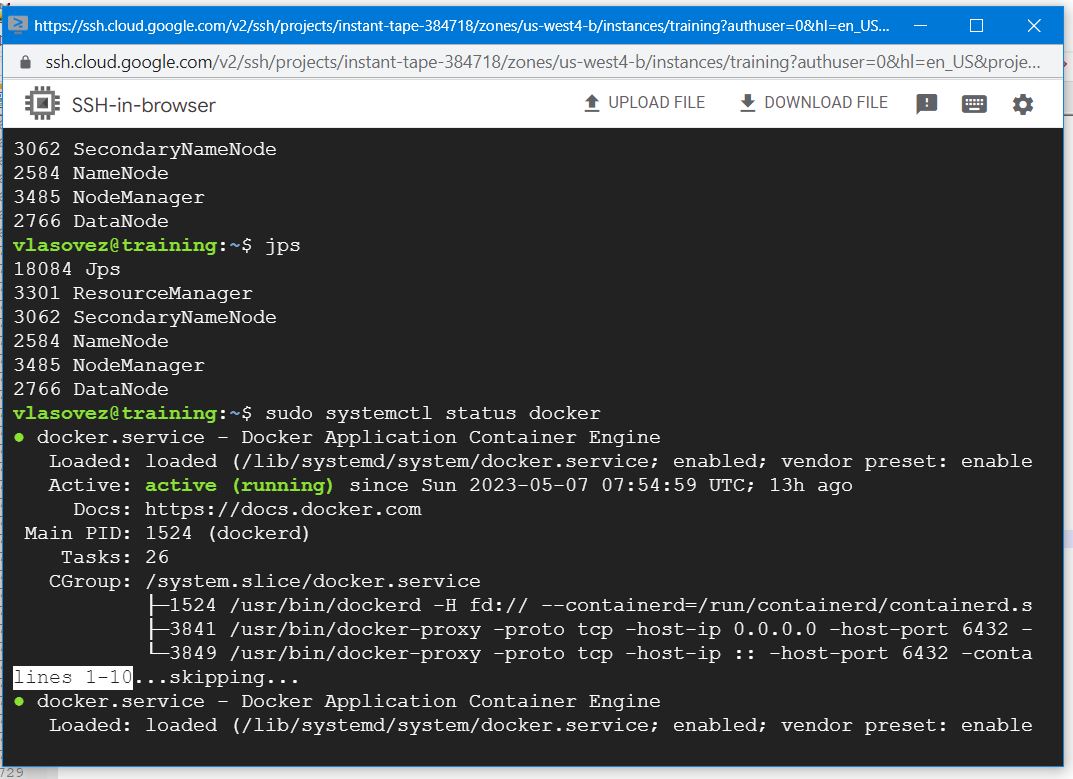 https://ssh.cloud.google.com/v2/ssh/projects/instant-tape-384718/zones/us-west4-b/instances/training?authuser=0&hl=en_US...
ssh.cloud.google.com/v2/ssh/projects/instant-tape-384718/zones/us-west4-b/instances/training?authuser=0&hl=en_US&proje...
SSH-in-browser
UPLOAD FILE
DOWNLOAD FILE
3062 SecondaryNameNode
2584 NameNode
3485 NodeManager
2766 DataNode
vlasovez@training:~$ jps
18084 Jps
3301 ResourceManager
3062 SecondaryNameNode
2584 NameNode
3485 NodeManager
2766 DataNode
vlasovez@training:~$ sudo systemctl status docker
● docker.service - Docker Application Container Engine
Loaded: loaded (/lib/systemd/system/docker.service; enabled; vendor preset: enable
Active: active (running) since Sun 2023-05-07 07:54:59 UTC; 13h ago
Docs: https://docs.docker.com
Main PID: 1524 (dockerd)
Tasks: 26
CGroup: /system.slice/docker.service
├─1524 /usr/bin/dockerd -H fd:// --containerd=/run/containerd/containerd.s
├─3841 /usr/bin/docker-proxy -proto tcp -host-ip 0.0.0.0 -host-port 6432 -
└─3849 /usr/bin/docker-proxy -proto tcp -host-ip :: -host-port 6432 -conta
lines 1-10...skipping...
● docker.service - Docker Application Container Engine
Loaded: loaded (/lib/systemd/system/docker.service; enabled; vendor preset: enable
729